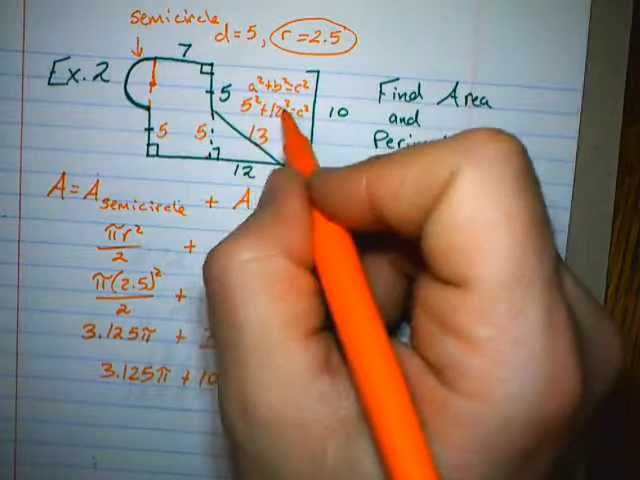 semicircle
d=5, r=2.5
Ex. 2
7
5
a²+b²=c²
5²+12²=c²
13
5
5
12
10
Find Area
and
A=A semicircle + A
πr²/2 +
π(2.5)²/2 +
3.125π +
3.125π + 10